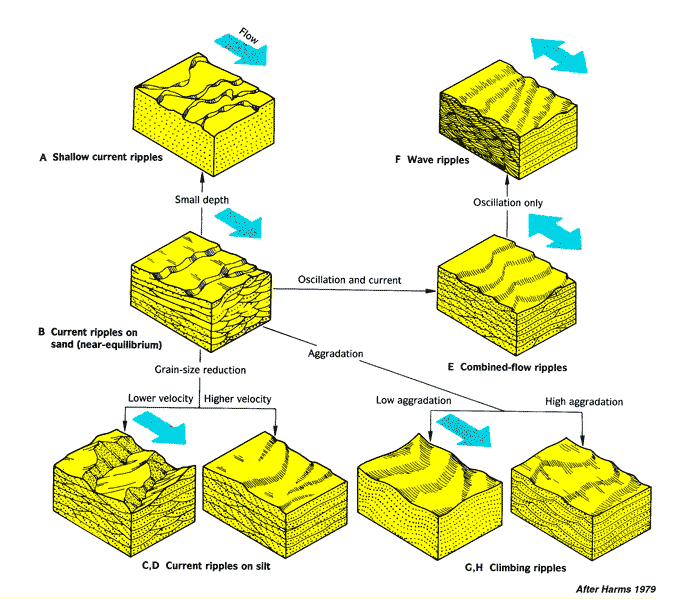 Flow
A Shallow current ripples
F Wave ripples
Small depth
Oscillation only
Oscillation and current
B Current ripples on
sand (near-equilibrium)
Aggradation
E Combined-flow ripples
Grain-size reduction
Lower velocity
Higher velocity
Low aggradation
High aggradation
C,D Current ripples on silt
G,H Climbing ripples
After Harms 1979